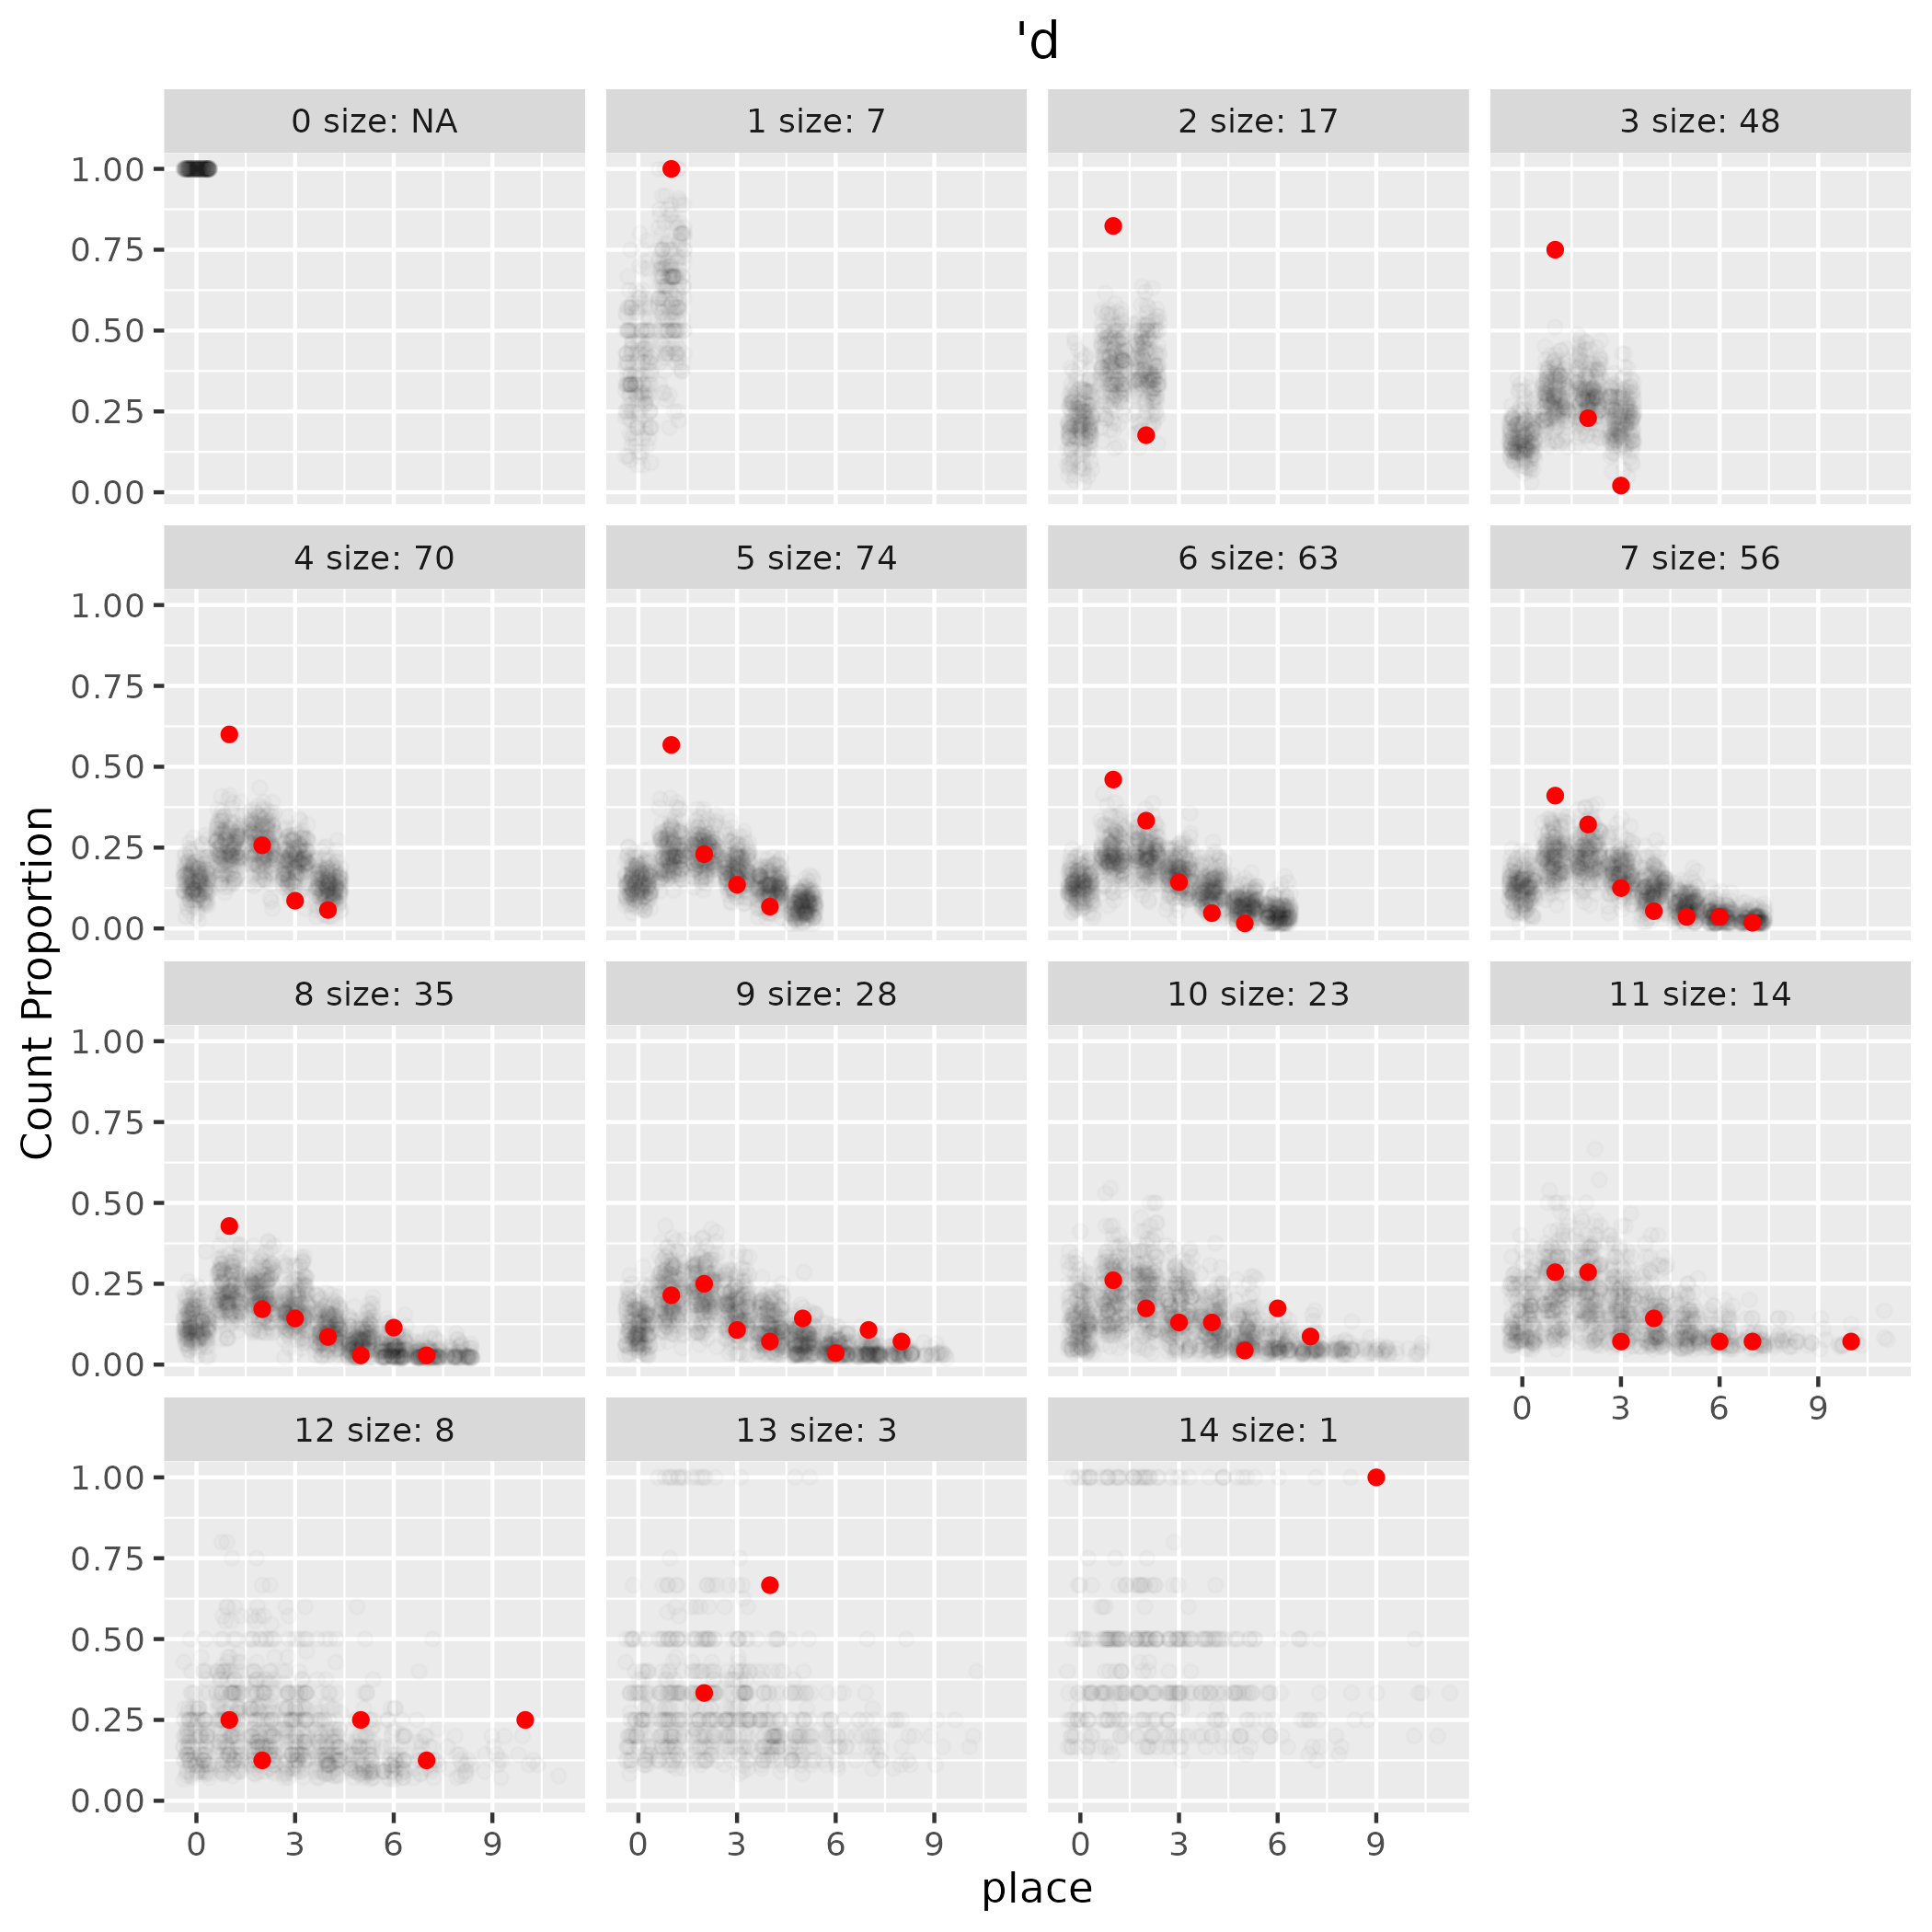 'd
0 size: NA
1 size: 7
2 size: 17
3 size: 48
1.00
0.75
0.50
0.25
0.00
4 size: 70
5 size: 74
6 size: 63
7 size: 56
1.00
0.75
0.50
0.25
0.00
Count Proportion
8 size: 35
9 size: 28
10 size: 23
11 size: 14
1.00
0.75
0.50
0.25
0.00
0 3 6 9
12 size: 8
13 size: 3
14 size: 1
1.00
0.75
0.50
0.25
0.00
0 3 6 9
0 3 6 9
0 3 6 9
place